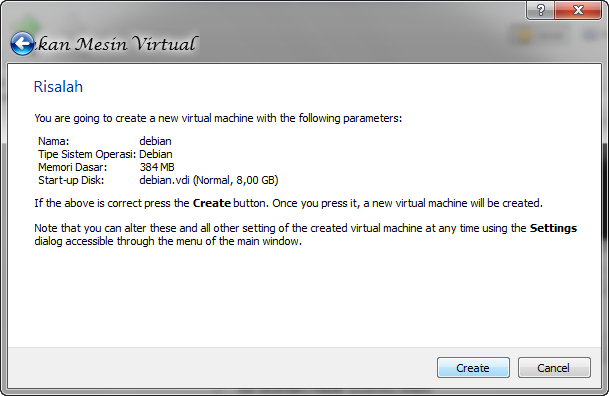 kan Mesin Virtual
Risalah
You are going to create a new virtual machine with the following parameters:
Nama: debian
Tipe Sistem Operasi: Debian
Memori Dasar: 384 MB
Start-up Disk: debian.vdi (Normal, 8,00 GB)
If the above is correct press the Create button. Once you press it, a new virtual machine will be created.
Note that you can alter these and all other setting of the created virtual machine at any time using the Settings
dialog accessible through the menu of the main window.
Create Cancel